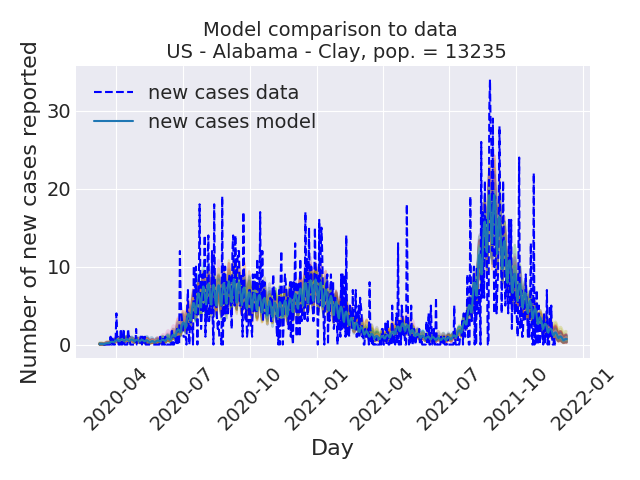 Model comparison to data
US - Alabama - Clay, pop. = 13235
Number of new cases reported
30
20
10
0
new cases data
new cases model
2020-04
2020-07
2020-10
2021-01
2021-04
2021-07
2021-10
2022-01
Day